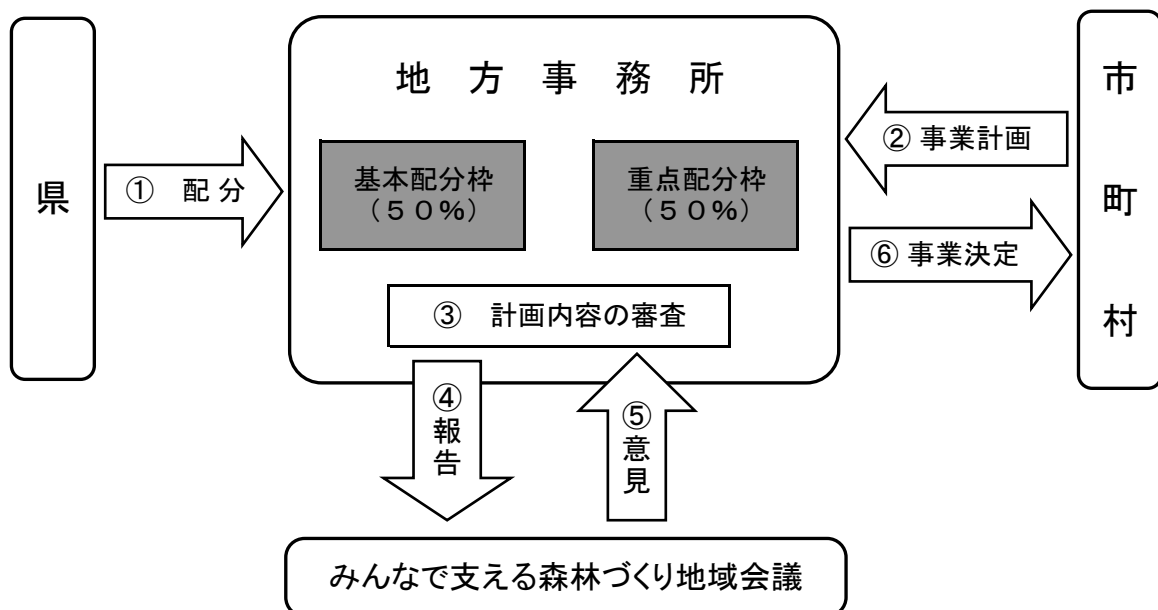 県
① 配分
地方事務所
基本配分枠
(50%)
重点配分枠
(50%)
② 事業計画
⑥ 事業決定
市町村
③ 計画内容の審査
④報告
⑤意見
みんなで支える森林づくり地域会議